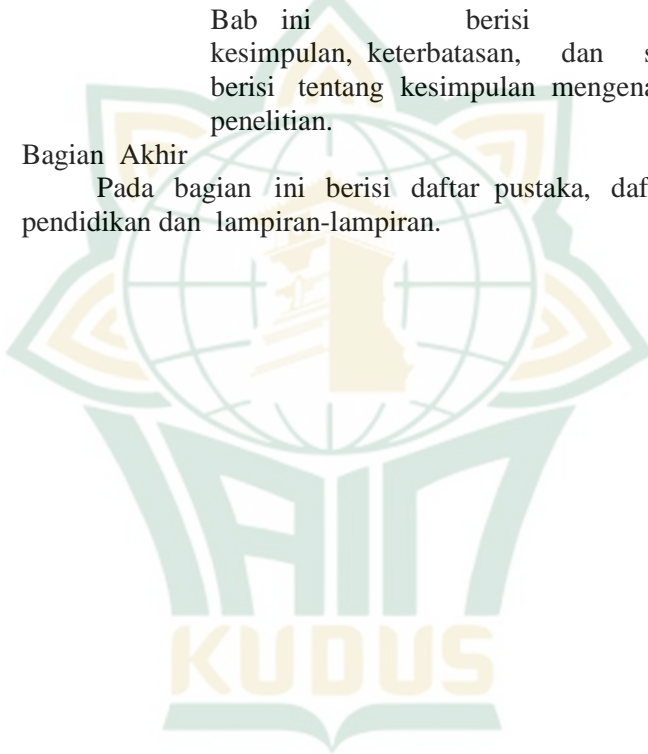 Bab ini berisi
kesimpulan, keterbatasan, dan
berisi tentang kesimpulan
penelitian.
Bagian Akhir
Pada bagian ini berisi daftar pustaka,
pendidikan dan lampiran-lampiran.
IAIN
KUDUS